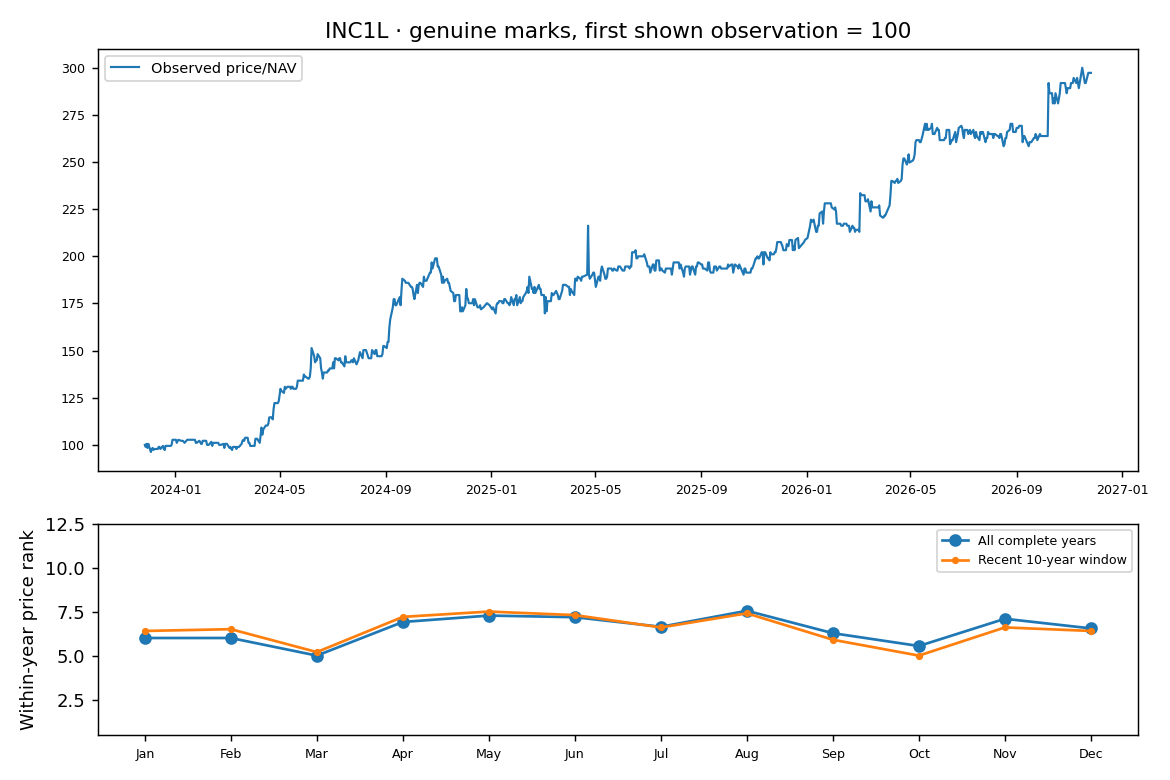 INC1L · genuine marks, first shown observation = 100
Observed price/NAV
300
275
250
225
200
175
150
125
100
2024-01 2024-05 2024-09 2025-01 2025-05 2025-09 2026-01 2026-05 2026-09 2027-01
Within-year price rank
12.5
10.0
7.5
5.0
2.5
All complete years
Recent 10-year window
Jan Feb Mar Apr May Jun Jul Aug Sep Oct Nov Dec